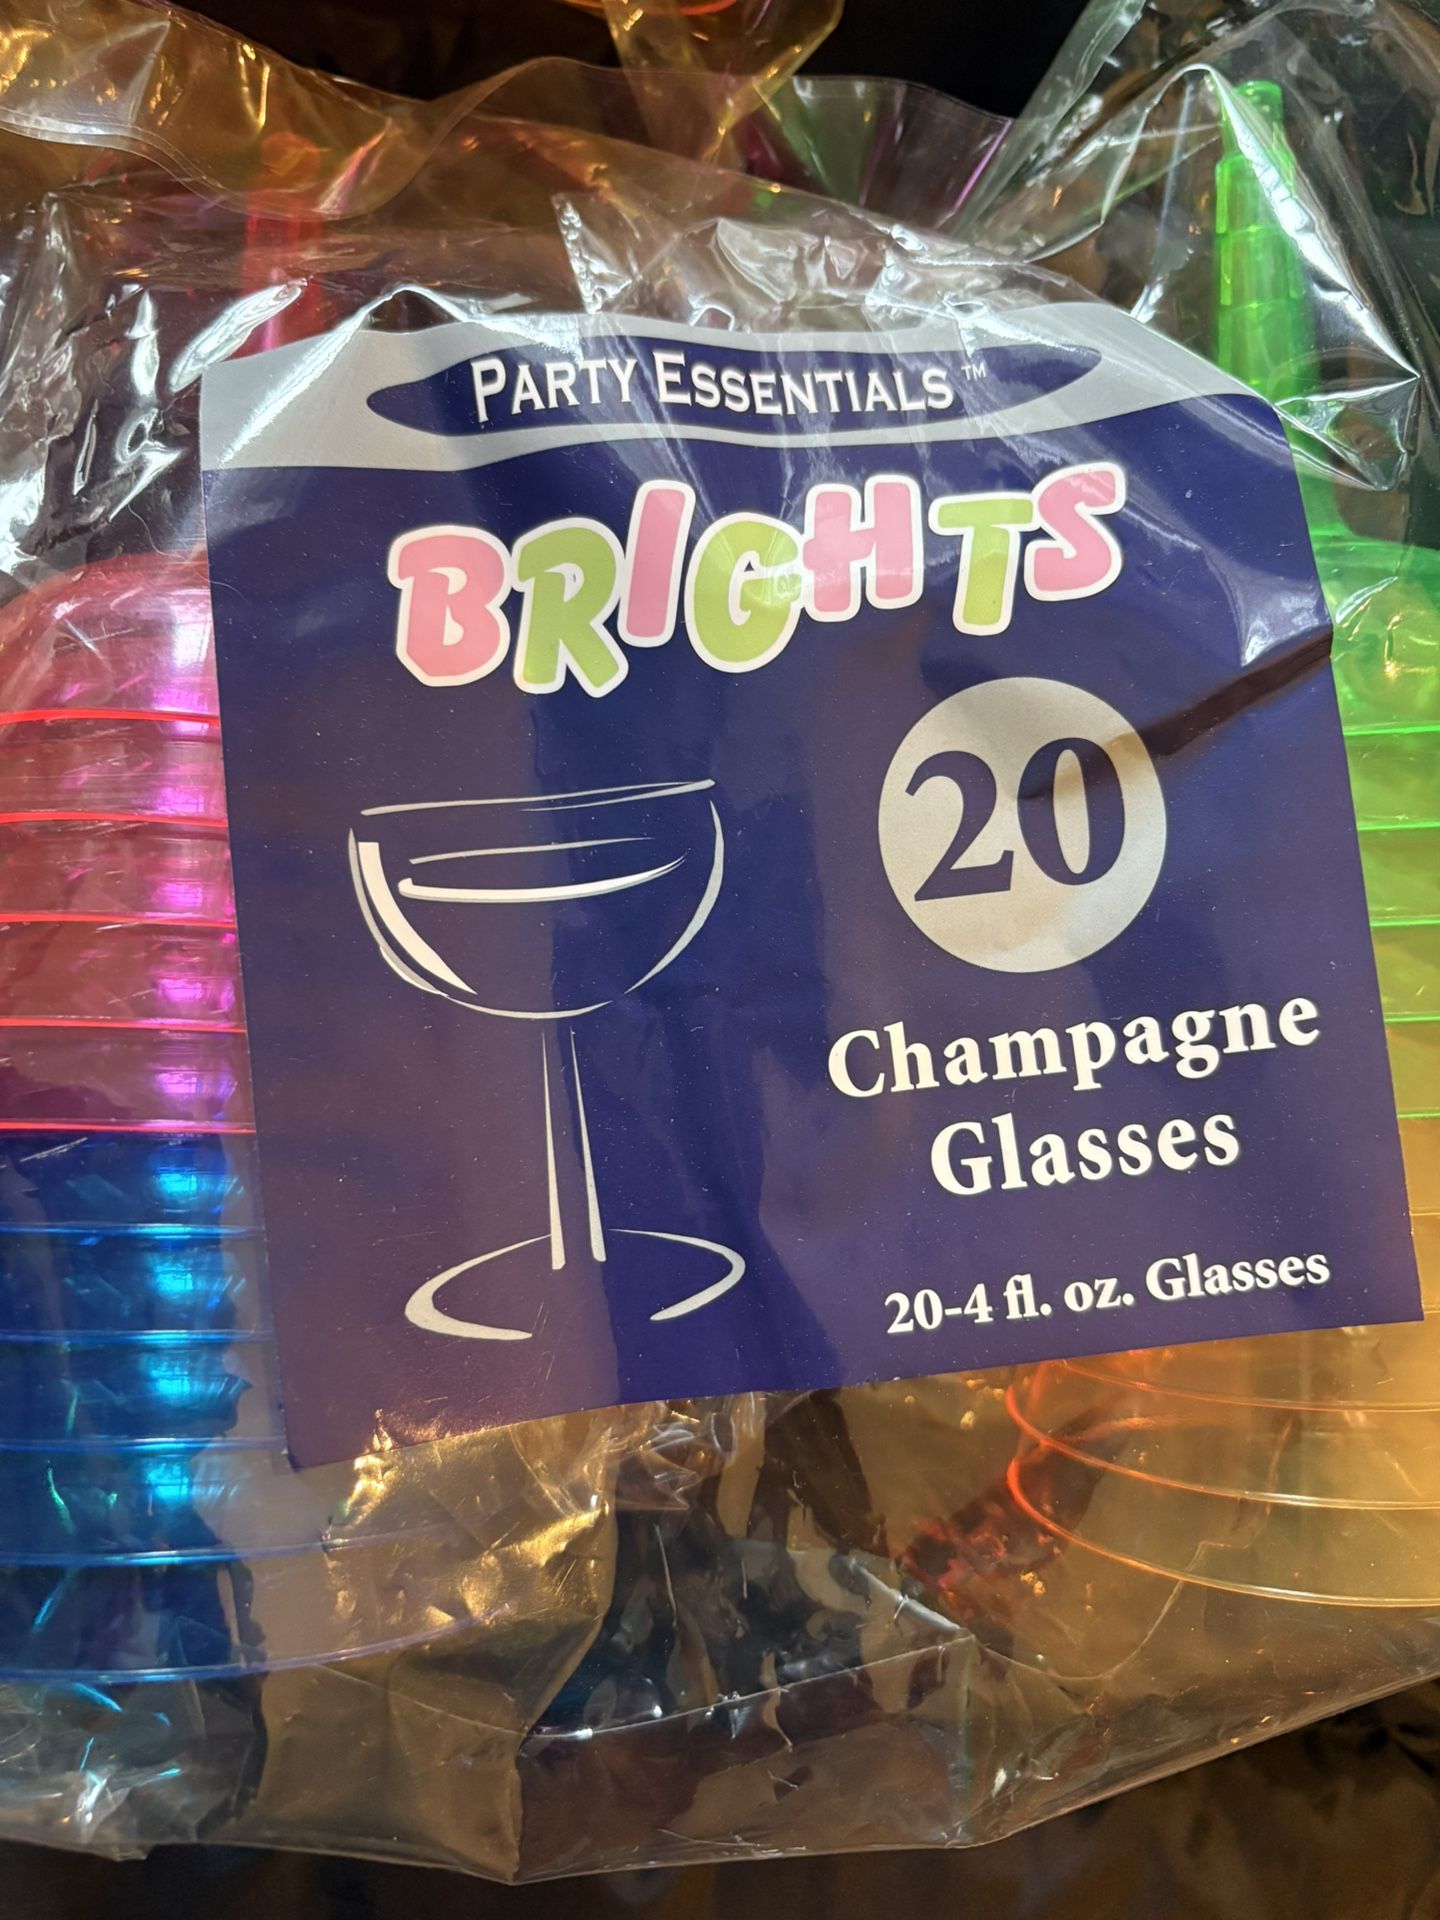 PARTY ESSENTIALS™
BRIGHTS
20
Champagne
Glasses
20-4 fl. oz. Glasses